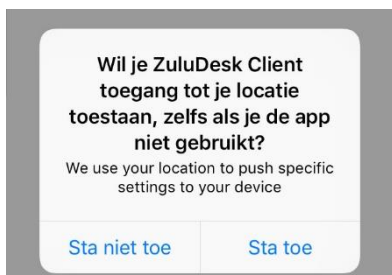 Wil je ZuluDesk Client
toegang tot je locatie
toestaan, zelfs als je de app
niet gebruikt?
We use your location to push specific
settings to your device
Sta niet toe
Sta toe